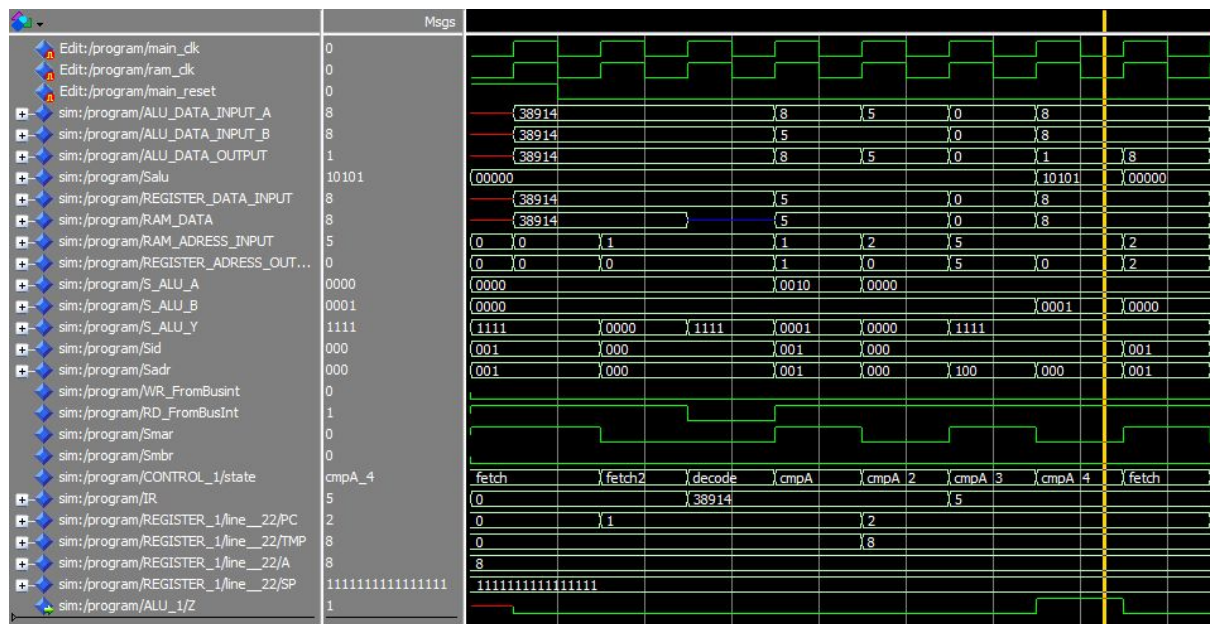 Msgs
Edit:/program/main_clk 0
Edit:/program/ram_clk 0
Edit:/program/main_reset 0
sim:/program/ALU_DATA_INPUT_A 8 38914 8 5 0 8
sim:/program/ALU_DATA_INPUT_B 8 38914 5 0 8
sim:/program/ALU_DATA_OUTPUT 1 38914 8 5 0 1 8
sim:/program/Salu 10101 00000 10101 00000
sim:/program/REGISTER_DATA_INPUT 8 38914 5 0 8
sim:/program/RAM_DATA 8 38914 5 0 8
sim:/program/RAM_ADRESS_INPUT 5 0 0 1 1 2 5 2
sim:/program/REGISTER_ADRESS_OUT... 0 0 0 0 1 0 5 0 2
sim:/program/S_ALU_A 0000 0000 0010 0000
sim:/program/S_ALU_B 0001 0000 0001 0000
sim:/program/S_ALU_Y 1111 1111 0000 1111 0001 0000 1111
sim:/program/Sid 000 001 000 001 000 001
sim:/program/Sadr 000 001 000 001 000 100 000 001
sim:/program/WR_FromBusint 0
sim:/program/RD_FromBusInt 1
sim:/program/Smar 0
sim:/program/Smbr 0
sim:/program/CONTROL_1/state cmpA_4 fetch fetch2 decode cmpA cmpA_2 cmpA_3 cmpA_4 fetch
sim:/program/IR 5 0 38914 5
sim:/program/REGISTER_1/line__22/PC 2 0 1 2
sim:/program/REGISTER_1/line__22/TMP 8 0 8
sim:/program/REGISTER_1/line__22/A 8 8
sim:/program/REGISTER_1/line__22/SP 1111111111111111 1111111111111111
sim:/program/ALU_1/Z 1